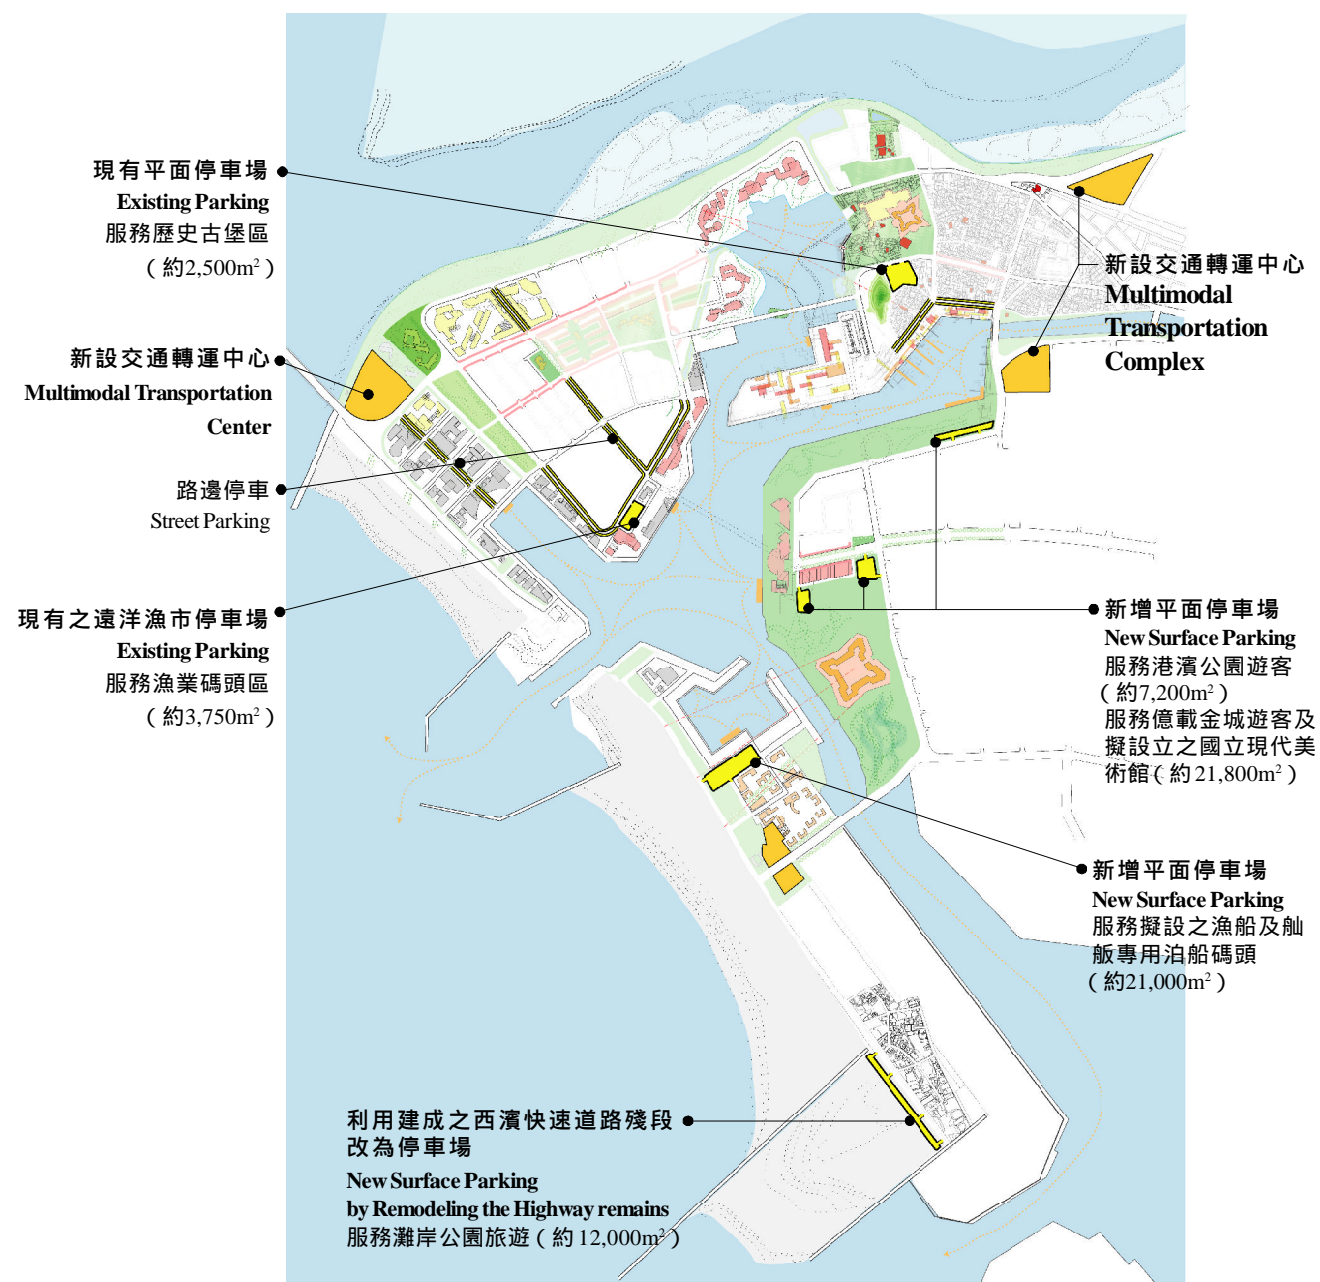 現有平面停車場
Existing Parking
服務歷史古堡區
（約2,500m²）
新設交通轉運中心
Multimodal Transportation
Center
路邊停車
Street Parking
現有之遠洋漁市停車場
Existing Parking
服務漁業碼頭區
（約3,750m²）
新設交通轉運中心
Multimodal
Transportation
Complex
新增平面停車場
New Surface Parking
服務港濱公園遊客
（約7,200m²）
服務億載金城遊客及
擬設立之國立現代美
術館（約21,800m²）
新增平面停車場
New Surface Parking
服務擬設之漁船及舢
舨專用泊船碼頭
（約21,000m²）
利用建成之西濱快速道路殘段
改為停車場
New Surface Parking
by Remodeling the Highway remains
服務灘岸公園旅遊（約12,000m²）